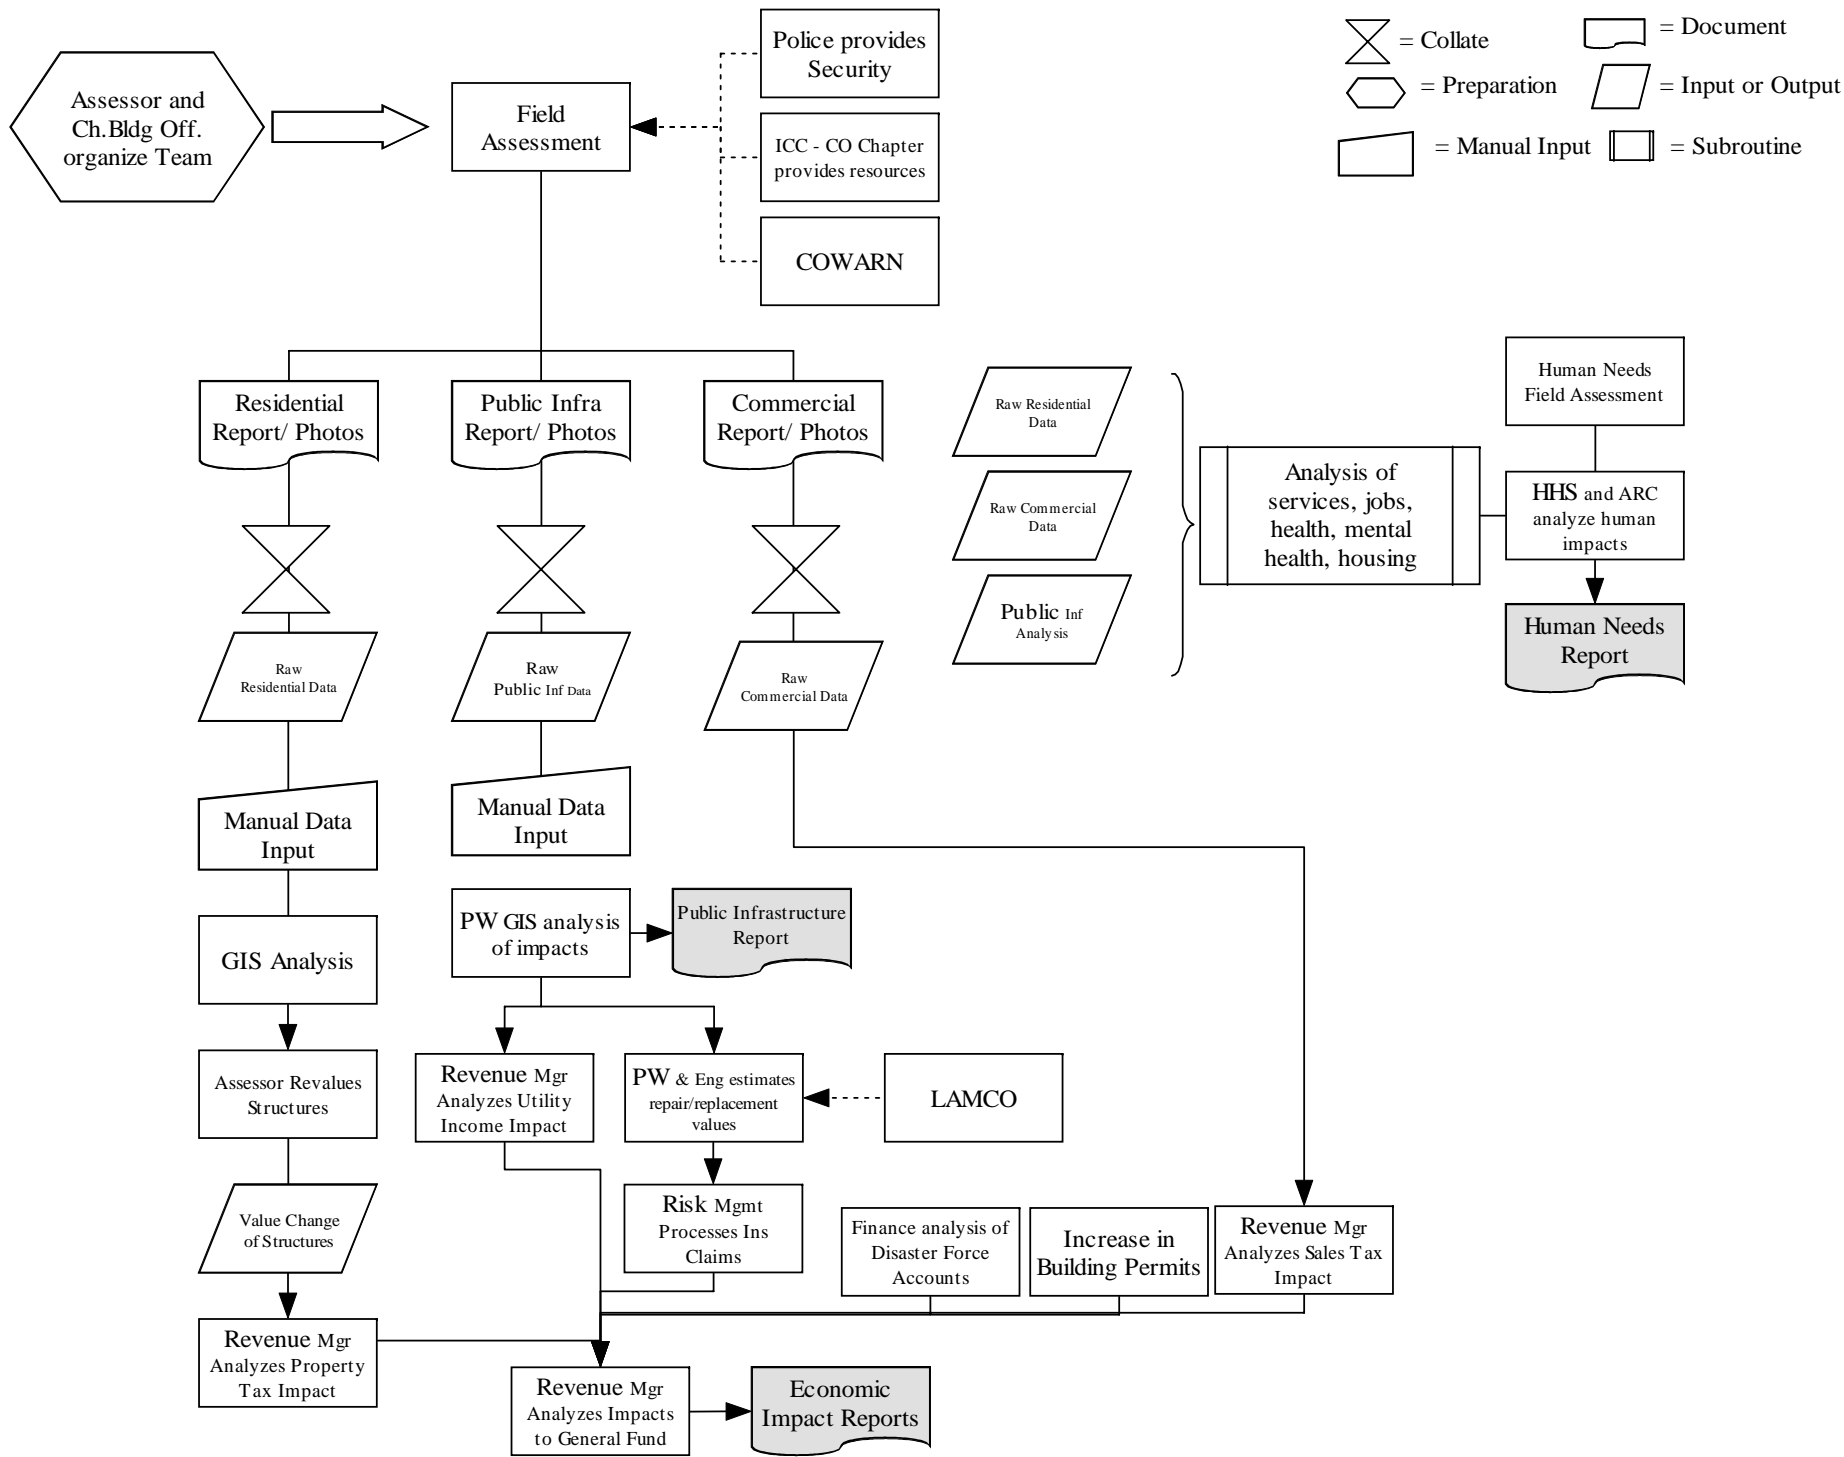 Assessor and
Ch.Bldg Off.
organize Team
Field
Assessment
Police provides
Security
ICC - CO Chapter
provides resources
COWARN
= Collate
= Document
= Preparation
= Input or Output
= Manual Input
= Subroutine
Residential
Report/ Photos
Public Infra
Report/ Photos
Commercial
Report/ Photos
Raw Residential
Data
Raw Commercial
Data
Public Inf
Analysis
Analysis of
services, jobs,
health, mental
health, housing
Human Needs
Field Assessment
HHS and ARC
analyze human
impacts
Human Needs
Report
Raw
Residential Data
Raw
Public Inf Data
Raw
Commercial Data
Manual Data
Input
Manual Data
Input
GIS Analysis
PW GIS analysis
of impacts
Public Infrastructure
Report
Assessor Revalues
Structures
Revenue Mgr
Analyzes Utility
Income Impact
PW & Eng estimates
repair/replacement
values
LAMCO
Value Change
of Structures
Risk Mgmt
Processes Ins
Claims
Finance analysis of
Disaster Force
Accounts
Increase in
Building Permits
Revenue Mgr
Analyzes Sales Tax
Impact
Revenue Mgr
Analyzes Property
Tax Impact
Revenue Mgr
Analyzes Impacts
to General Fund
Economic
Impact Reports